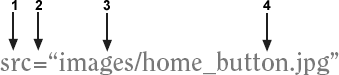 1 2 3 4
src=“images/home_button.jpg”